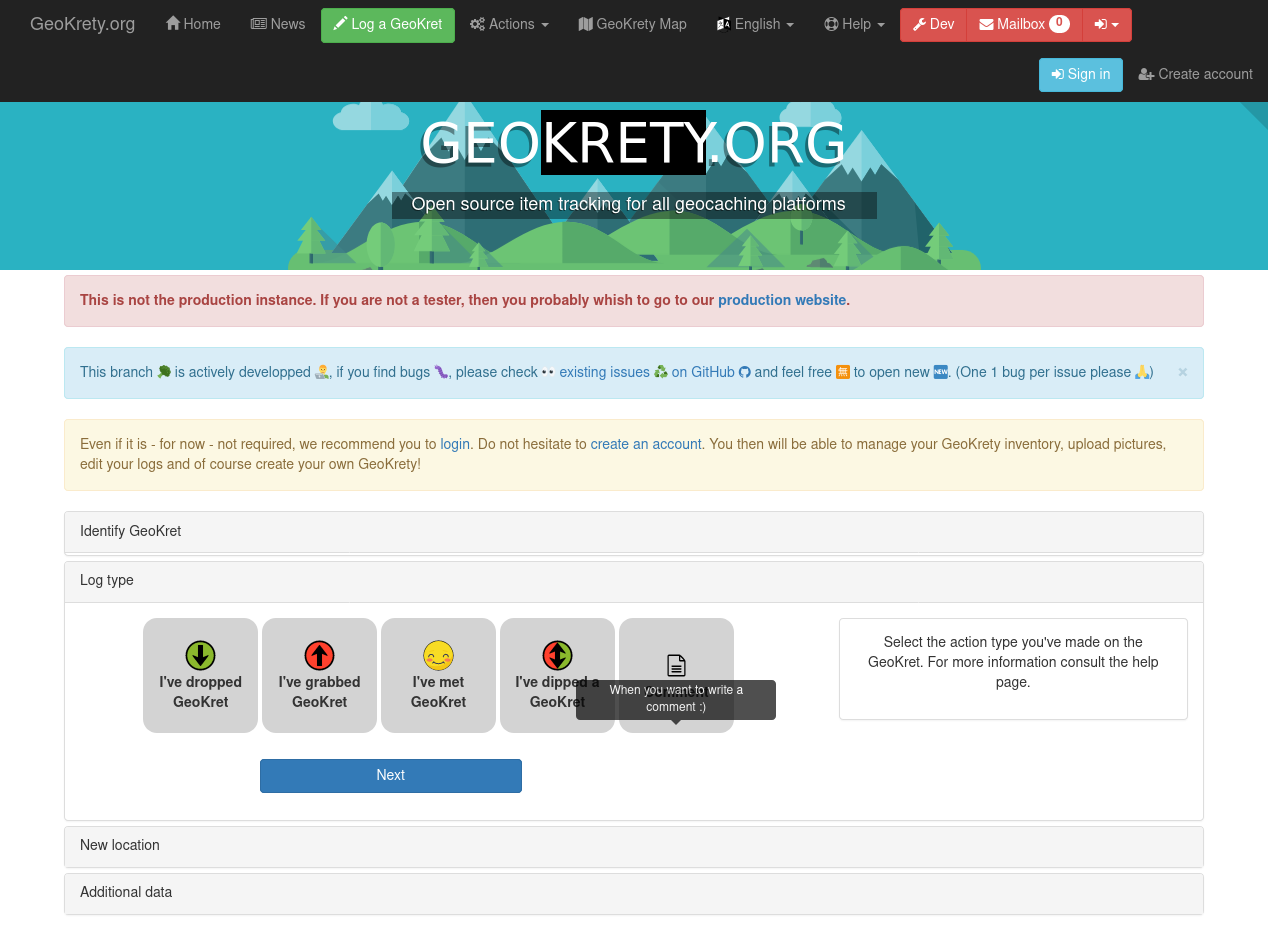 GeoKrety.org Home News Log a GeoKret Actions GeoKrety Map English Help Dev Mailbox 0
Sign in Create account
GEOKRETY.ORG
Open source item tracking for all geocaching platforms
This is not the production instance. If you are not a tester, then you probably whish to go to our production website.
This branch 🌳 is actively developped 👨‍💻, if you find bugs 🐛, please check 👀 existing issues ♻ on GitHub and feel free 🈚 to open new 🆕. (One 1 bug per issue please 🙏) ×
Even if it is - for now - not required, we recommend you to login. Do not hesitate to create an account. You then will be able to manage your GeoKrety inventory, upload pictures,
edit your logs and of course create your own GeoKrety!
Identify GeoKret
Log type
I've dropped
GeoKret
I've grabbed
GeoKret
I've met
GeoKret
I've dipped a
GeoKret
When you want to write a
comment :)
Select the action type you've made on the
GeoKret. For more information consult the help
page.
Next
New location
Additional data